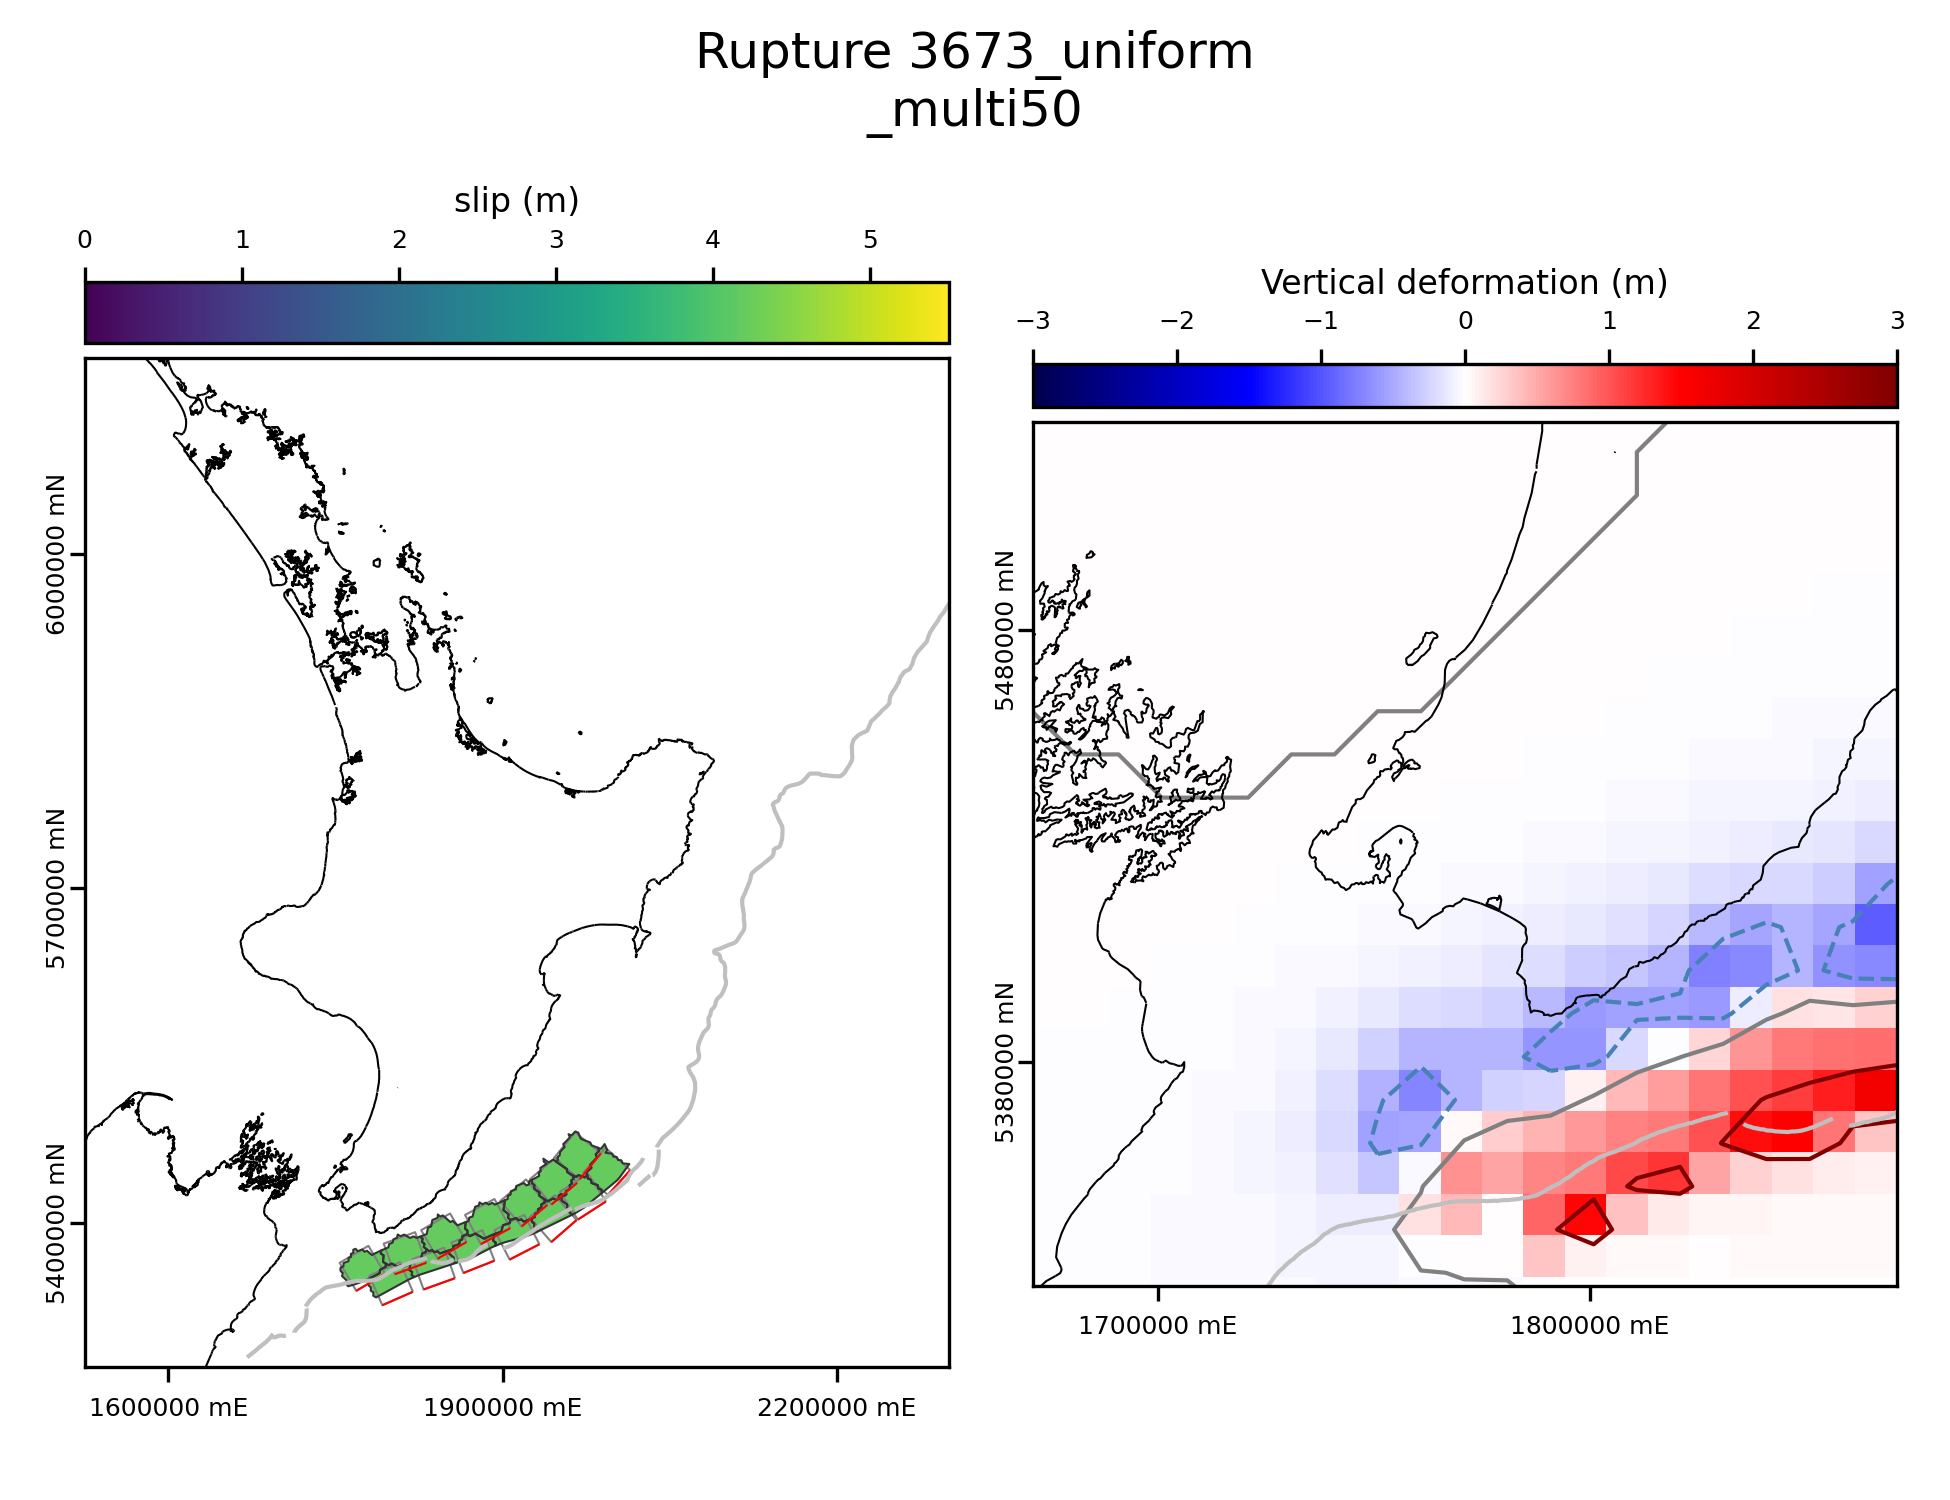 Rupture 3673_uniform
_multi50
slip (m)
0 1 2 3 4 5
6000000 mN
5700000 mN
5400000 mN
1600000 mE 1900000 mE 2200000 mE
Vertical deformation (m)
−3 −2 −1 0 1 2 3
5480000 mN
5380000 mN
1700000 mE 1800000 mE